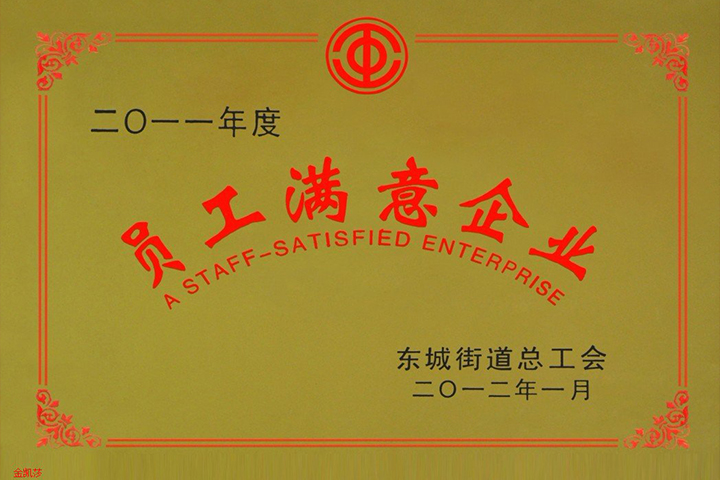 二〇一一年度
员工满意企业
A STAFF-SATISFIED ENTERPRISE
东城街道总工会
二〇一二年一月
金凯莎